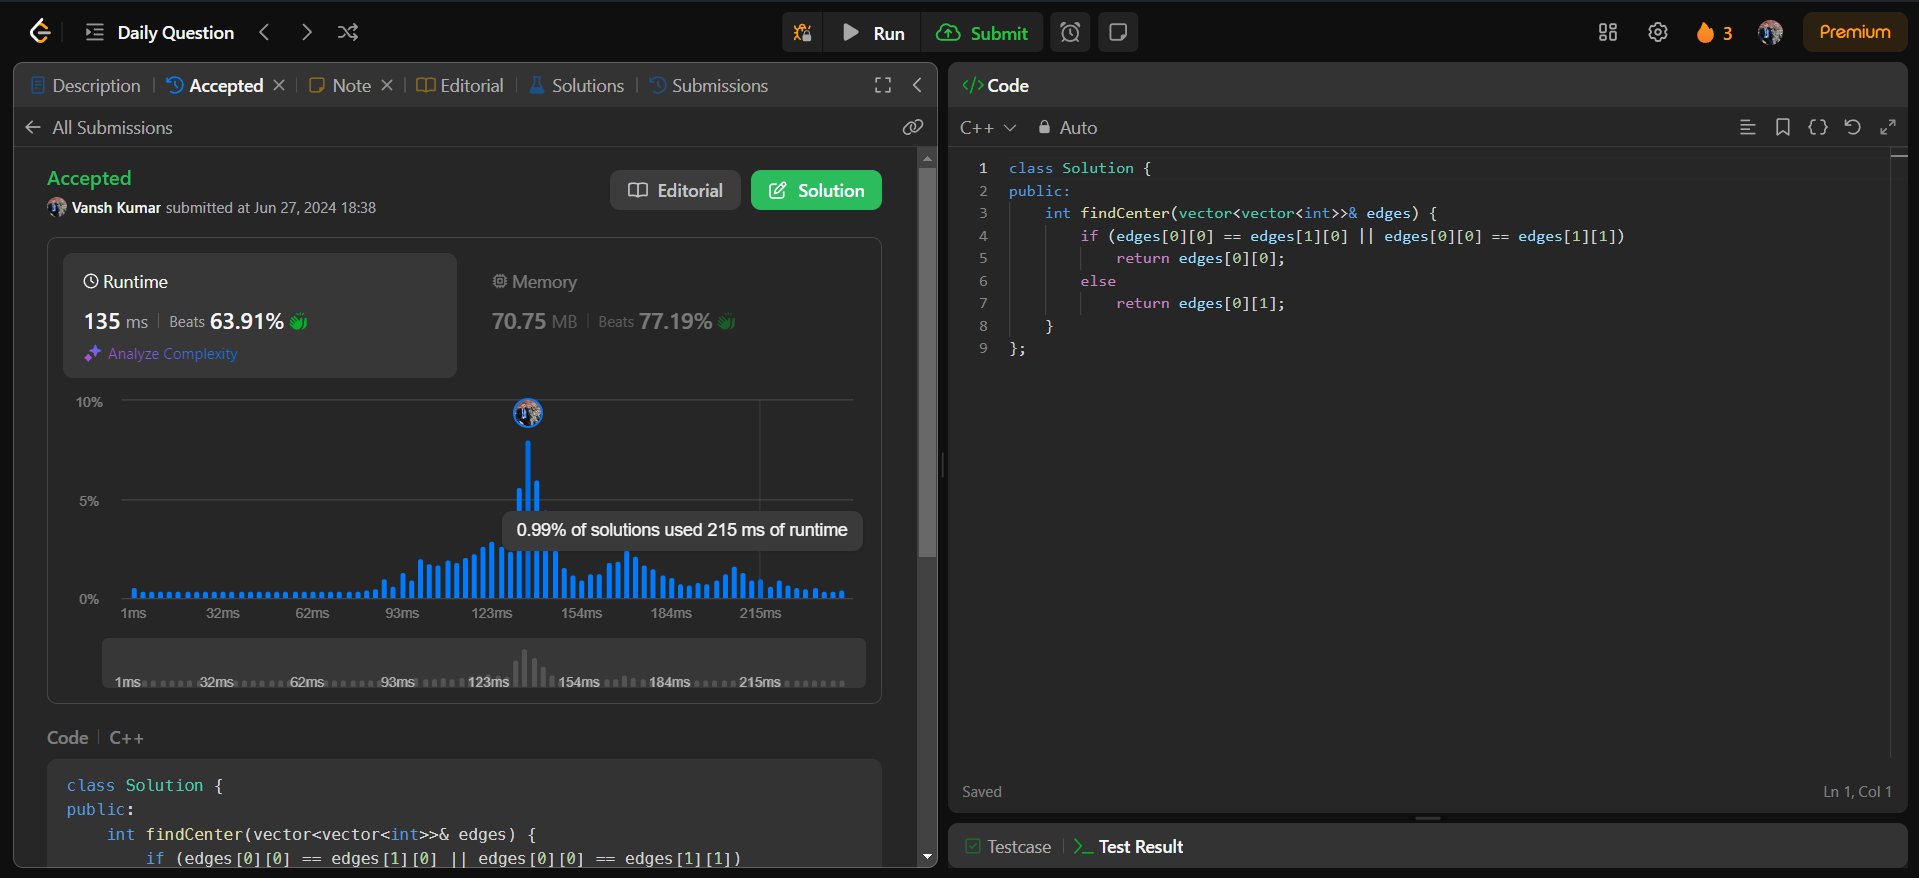 Daily Question
Run
Submit
3
Premium
Description
Accepted
Note
Editorial
Solutions
Submissions
All Submissions
Accepted
Vansh Kumar submitted at Jun 27, 2024 18:38
Editorial
Solution
Runtime
135 ms
Beats 63.91%
Analyze Complexity
Memory
70.75 MB
Beats 77.19%
10%
5%
0%
0.99% of solutions used 215 ms of runtime
1ms 32ms 62ms 93ms 123ms 154ms 184ms 215ms
1ms 32ms 62ms 93ms 123ms 154ms 184ms 215ms
Code
C++
class Solution {
public:
    int findCenter(vector<vector<int>>& edges) {
        if (edges[0][0] == edges[1][0] || edges[0][0] == edges[1][1])
</> Code
C++
Auto
1 class Solution {
2 public:
3     int findCenter(vector<vector<int>>& edges) {
4         if (edges[0][0] == edges[1][0] || edges[0][0] == edges[1][1])
5             return edges[0][0];
6         else
7             return edges[0][1];
8     }
9 };
Saved
Ln 1, Col 1
Testcase
Test Result